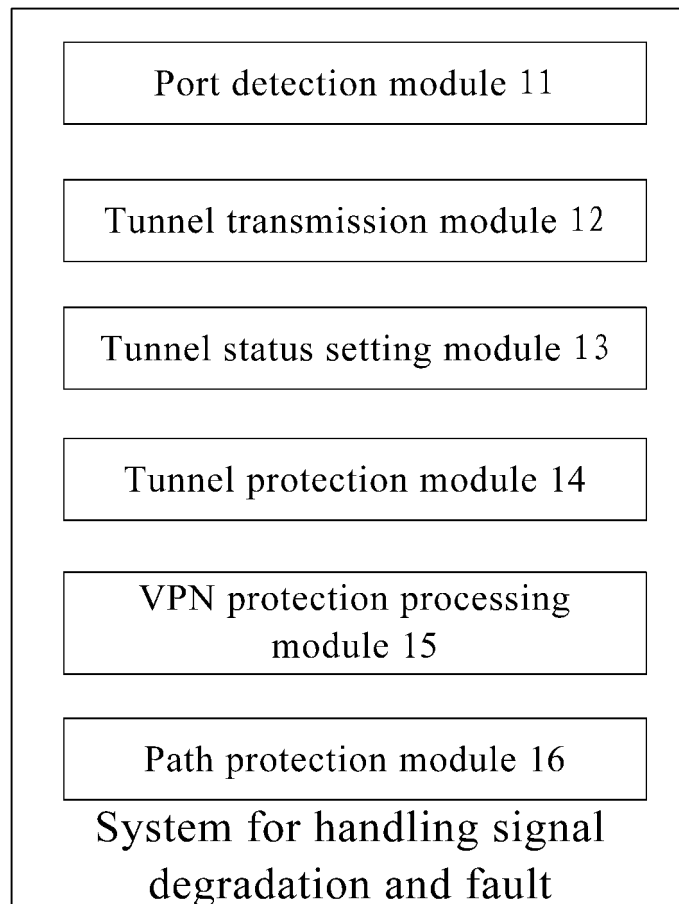 Port detection module 11
Tunnel transmission module 12
Tunnel status setting module 13
Tunnel protection module 14
VPN protection processing
module 15
Path protection module 16
System for handling signal
degradation and fault